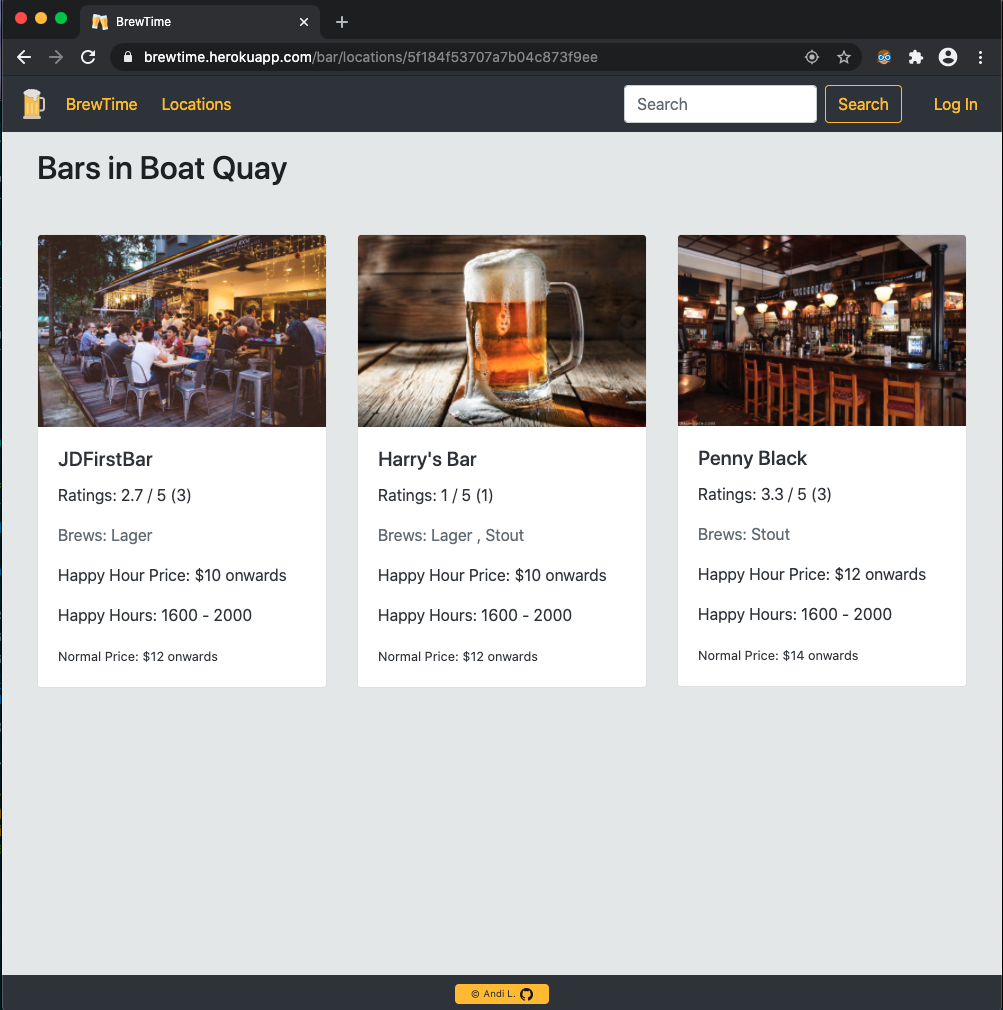 BrewTime
brewtime.herokuapp.com/bar/locations/5f184f53707a7b04c873f9ee
BrewTime Locations Search Search Log In
Bars in Boat Quay
JDFirstBar
Ratings: 2.7 / 5 (3)
Brews: Lager
Happy Hour Price: $10 onwards
Happy Hours: 1600 - 2000
Normal Price: $12 onwards
Harry's Bar
Ratings: 1 / 5 (1)
Brews: Lager , Stout
Happy Hour Price: $10 onwards
Happy Hours: 1600 - 2000
Normal Price: $12 onwards
Penny Black
Ratings: 3.3 / 5 (3)
Brews: Stout
Happy Hour Price: $12 onwards
Happy Hours: 1600 - 2000
Normal Price: $14 onwards
© Andi L.